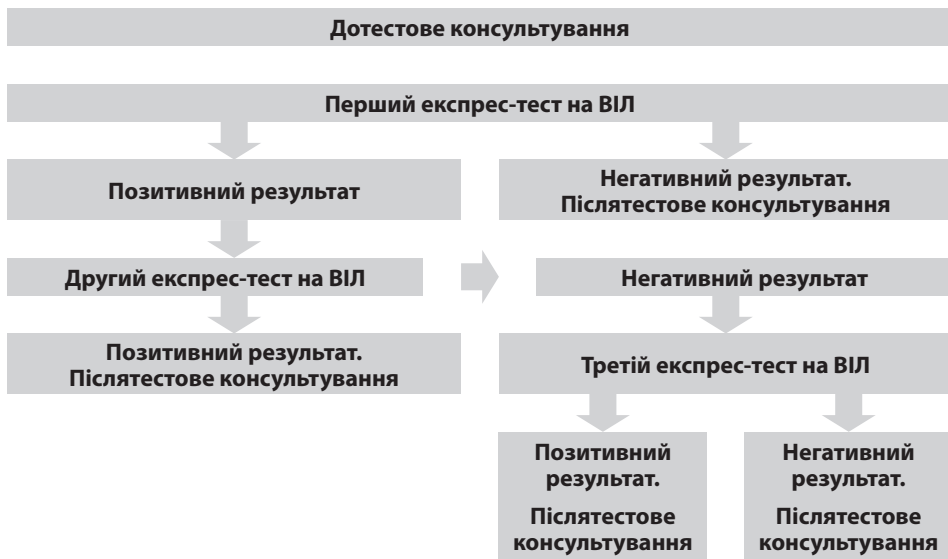 Дотестове консультування
Перший експрес-тест на ВІЛ
Позитивний результат
Негативний результат.
Післятестове консультування
Другий експрес-тест на ВІЛ
Негативний результат
Позитивний результат.
Післятестове консультування
Третій експрес-тест на ВІЛ
Позитивний
результат.
Післятестове
консультування
Негативний
результат.
Післятестове
консультування